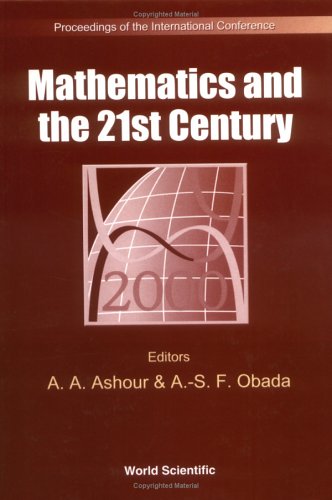 Proceedings of the International Conference
Mathematics and
the 21st Century
2000
Editors
A. A. Ashour & A.-S. F. Obada
World Scientific